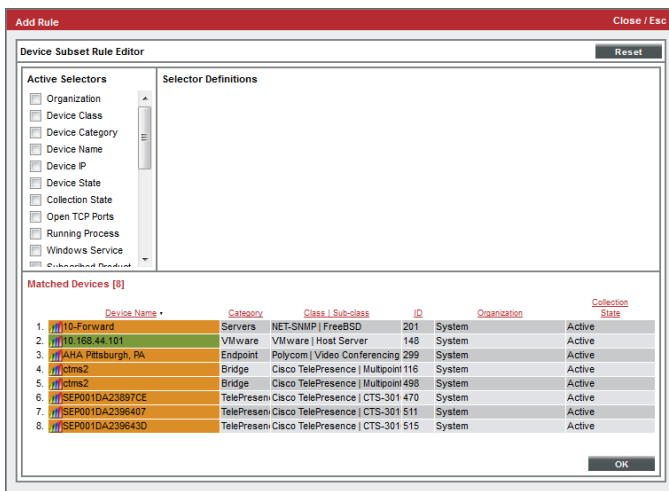 Add Rule Close / Esc
Device Subset Rule Editor Reset
Active Selectors Selector Definitions
Organization
Device Class
Device Category
Device Name
Device IP
Device State
Collection State
Open TCP Ports
Running Process
Windows Service
Subscribed Product
Matched Devices [8]
Device Name • Category Class | Sub-class ID Organization Collection State
1. 10-Forward Servers NET-SNMP | FreeBSD 201 System Active
2. 10.168.44.101 VMware VMware | Host Server 148 System Active
3. AHA Pittsburgh, PA Endpoint Polycom | Video Conferencing 299 System Active
4. ctms2 Bridge Cisco TelePresence | Multipoint 116 System Active
5. ctms2 Bridge Cisco TelePresence | Multipoint 498 System Active
6. SEP001DA23897CE TelePresen Cisco TelePresence | CTS-301 470 System Active
7. SEP001DA2396407 TelePresen Cisco TelePresence | CTS-301 511 System Active
8. SEP001DA239643D TelePresen Cisco TelePresence | CTS-301 515 System Active
OK